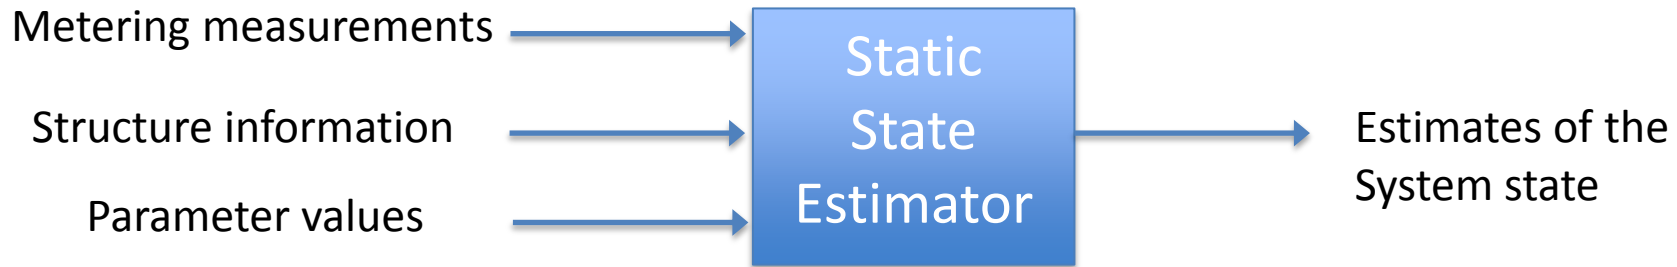 Metering measurements
Structure information
Parameter values
Static
State
Estimator
Estimates of the
System state